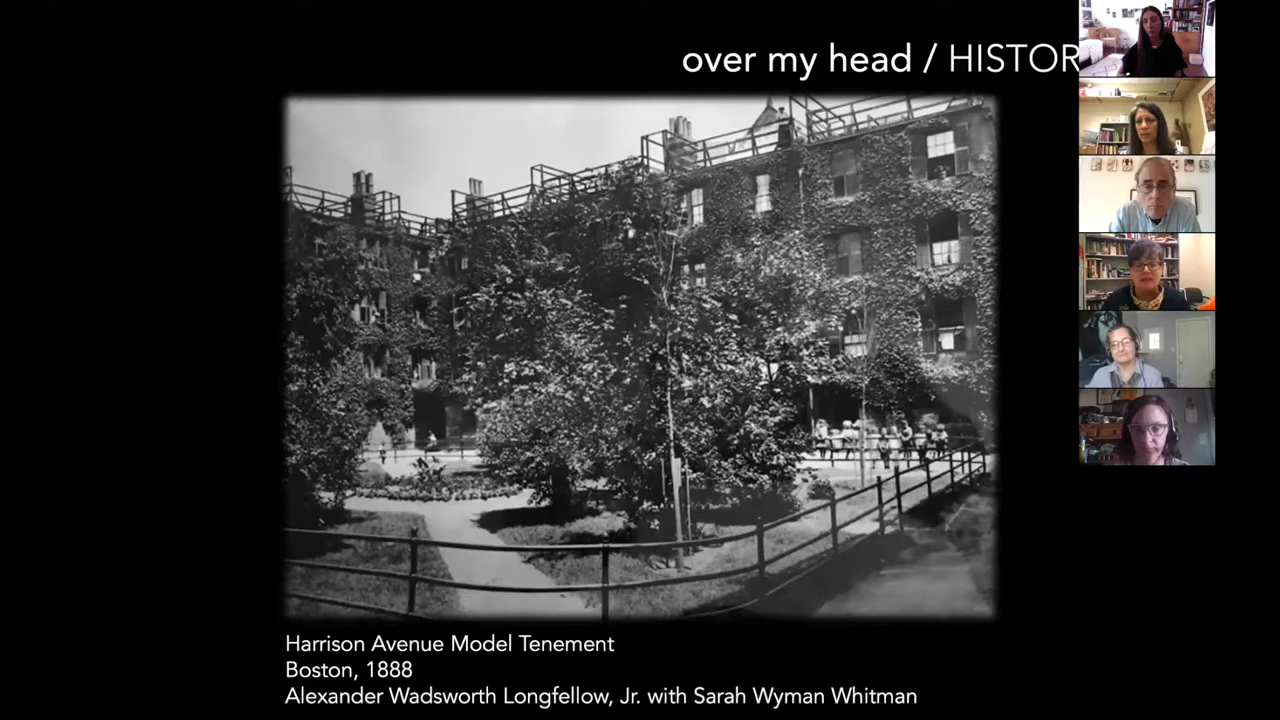 over my head / HISTOR
Harrison Avenue Model Tenement
Boston, 1888
Alexander Wadsworth Longfellow, Jr. with Sarah Wyman Whitman